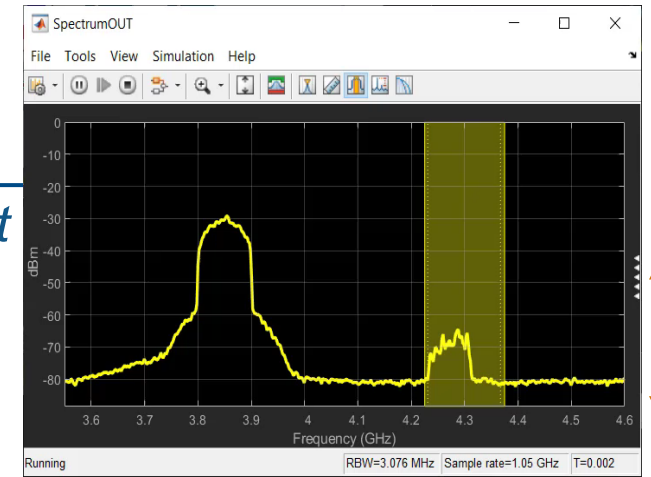 SpectrumOUT
File Tools View Simulation Help
t
0
-10
-20
-30
-40
-50
-60
-70
-80
dBm
3.6 3.7 3.8 3.9 4 4.1 4.2 4.3 4.4 4.5 4.6
Frequency (GHz)
Running RBW=3.076 MHz Sample rate=1.05 GHz T=0.002